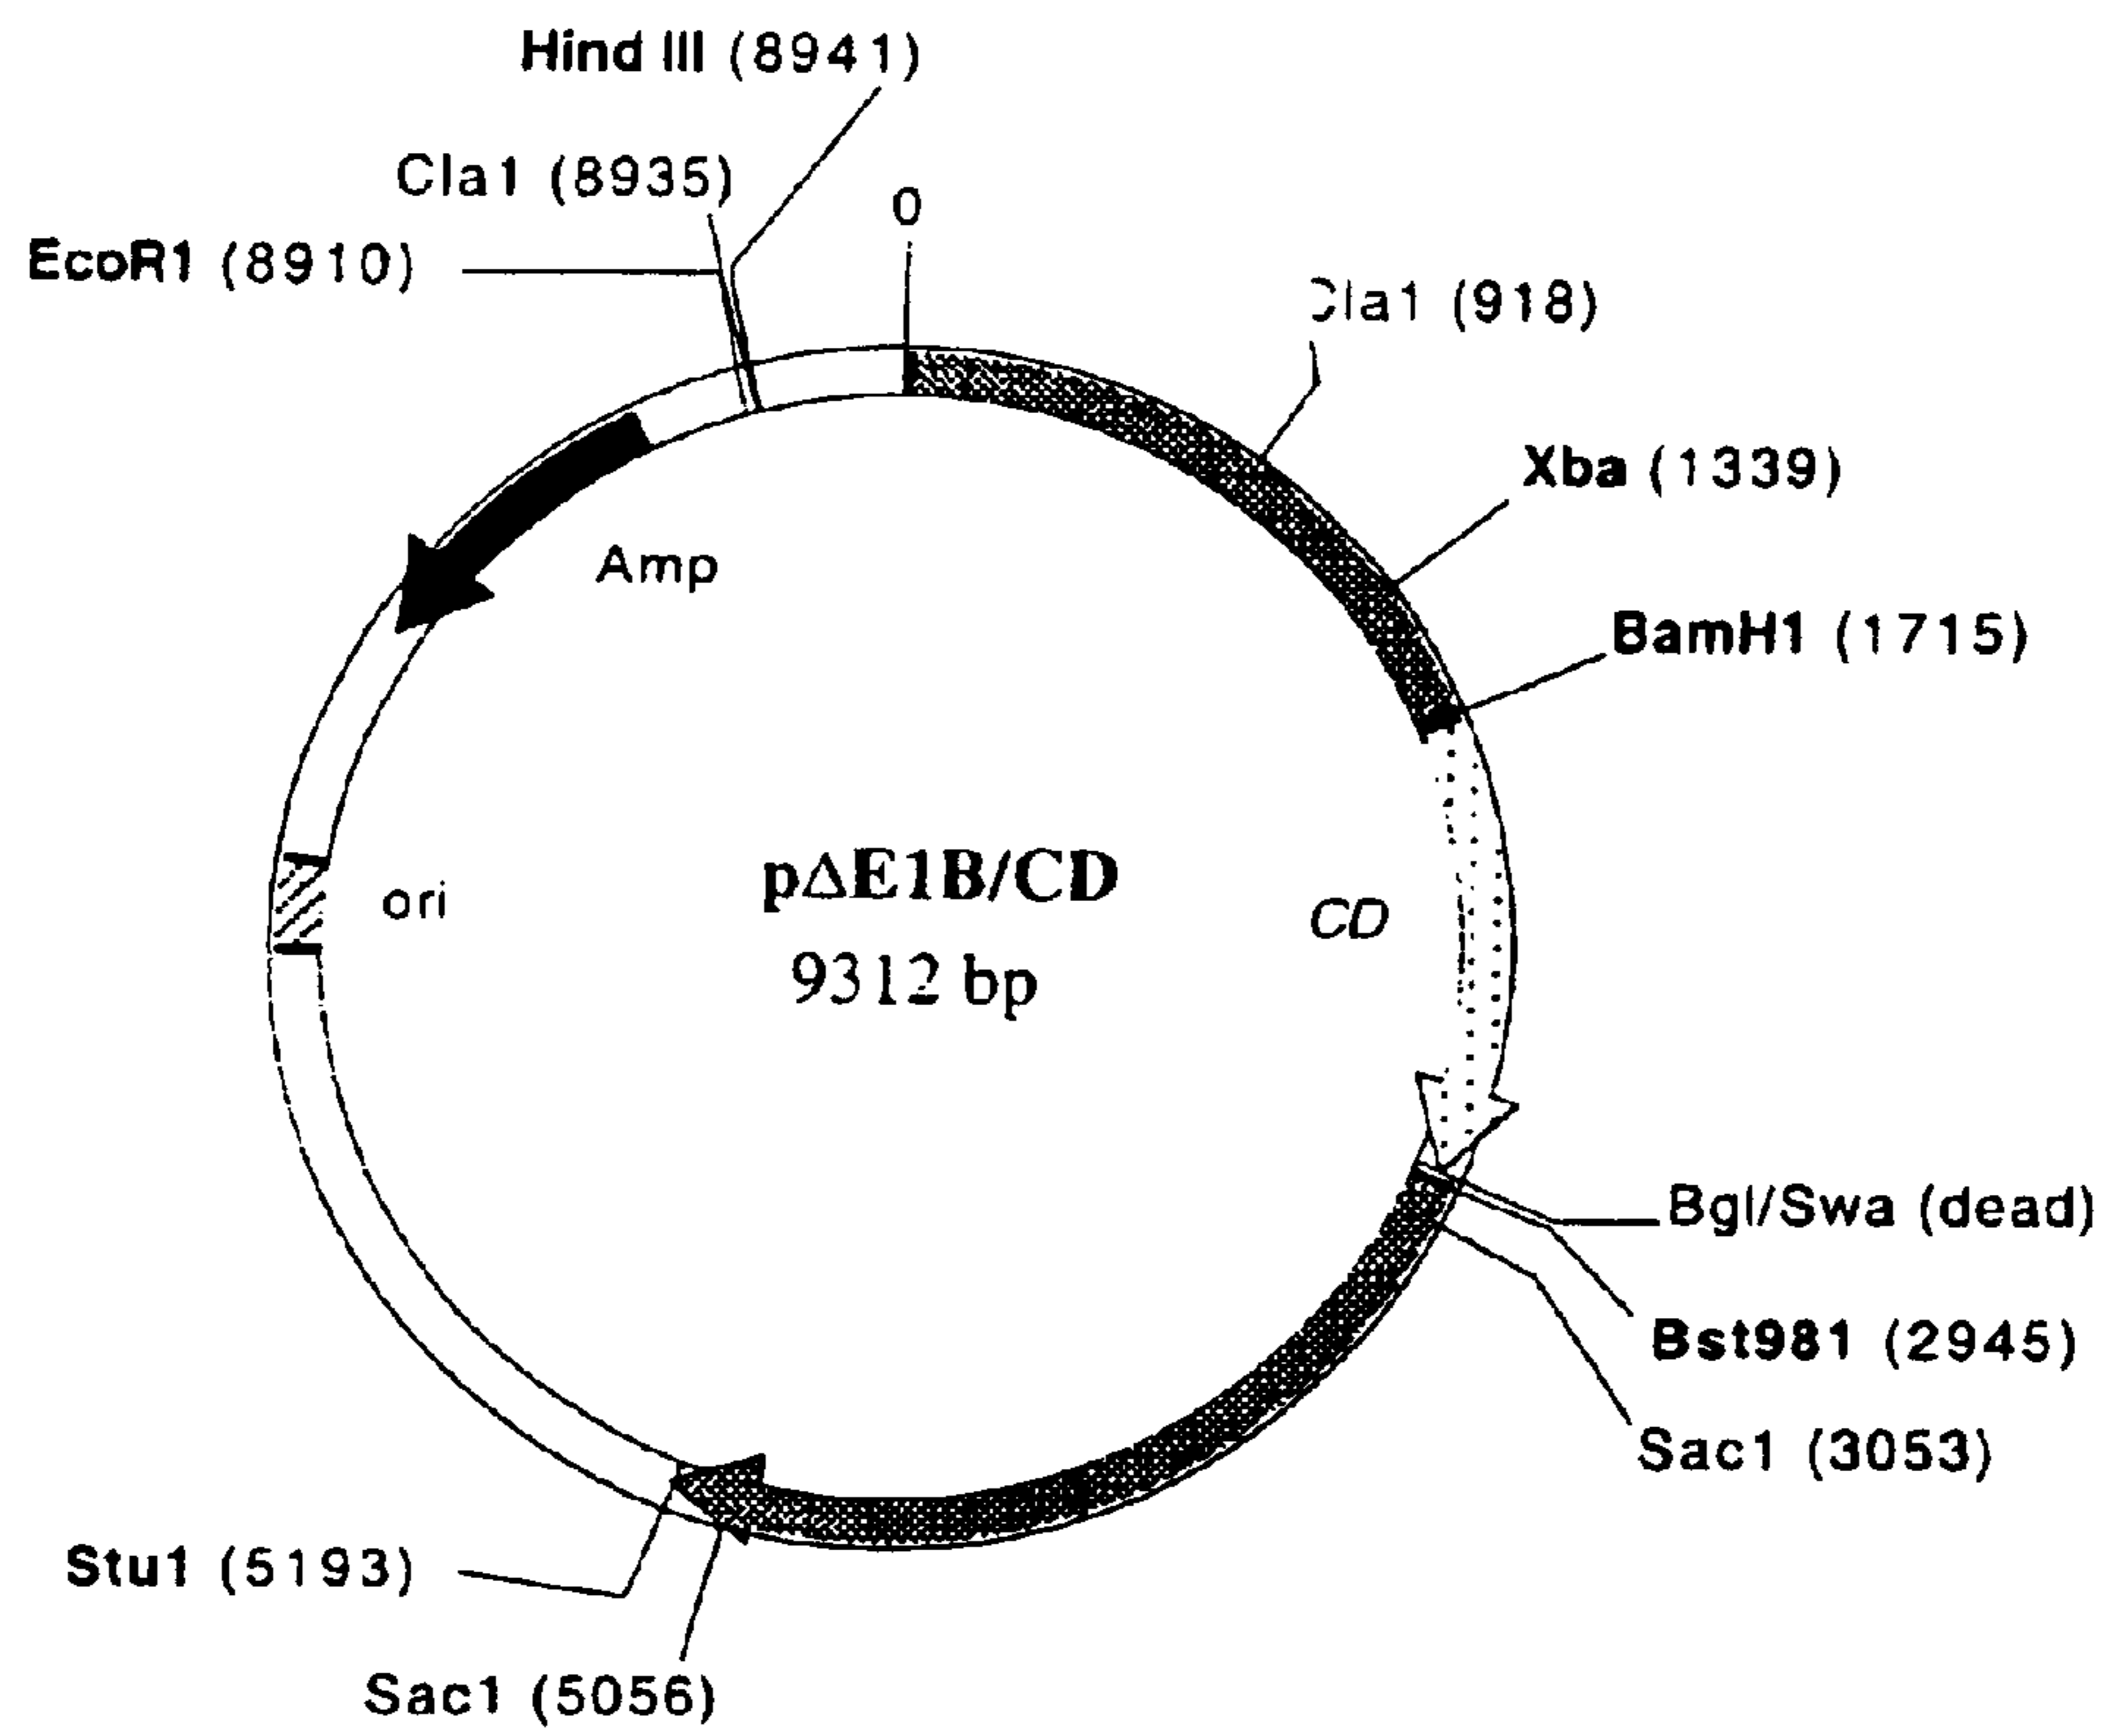 Hind III (8941)
Cla1 (8935)
0
EcoR1 (8910)
Cla1 (918)
Xba (1339)
BamH1 (1715)
Amp
pΔE1B/CD
9312 bp
ori
CD
Bgl/Swa (dead)
Bst981 (2945)
Sac1 (3053)
Stu1 (5193)
Sac1 (5056)